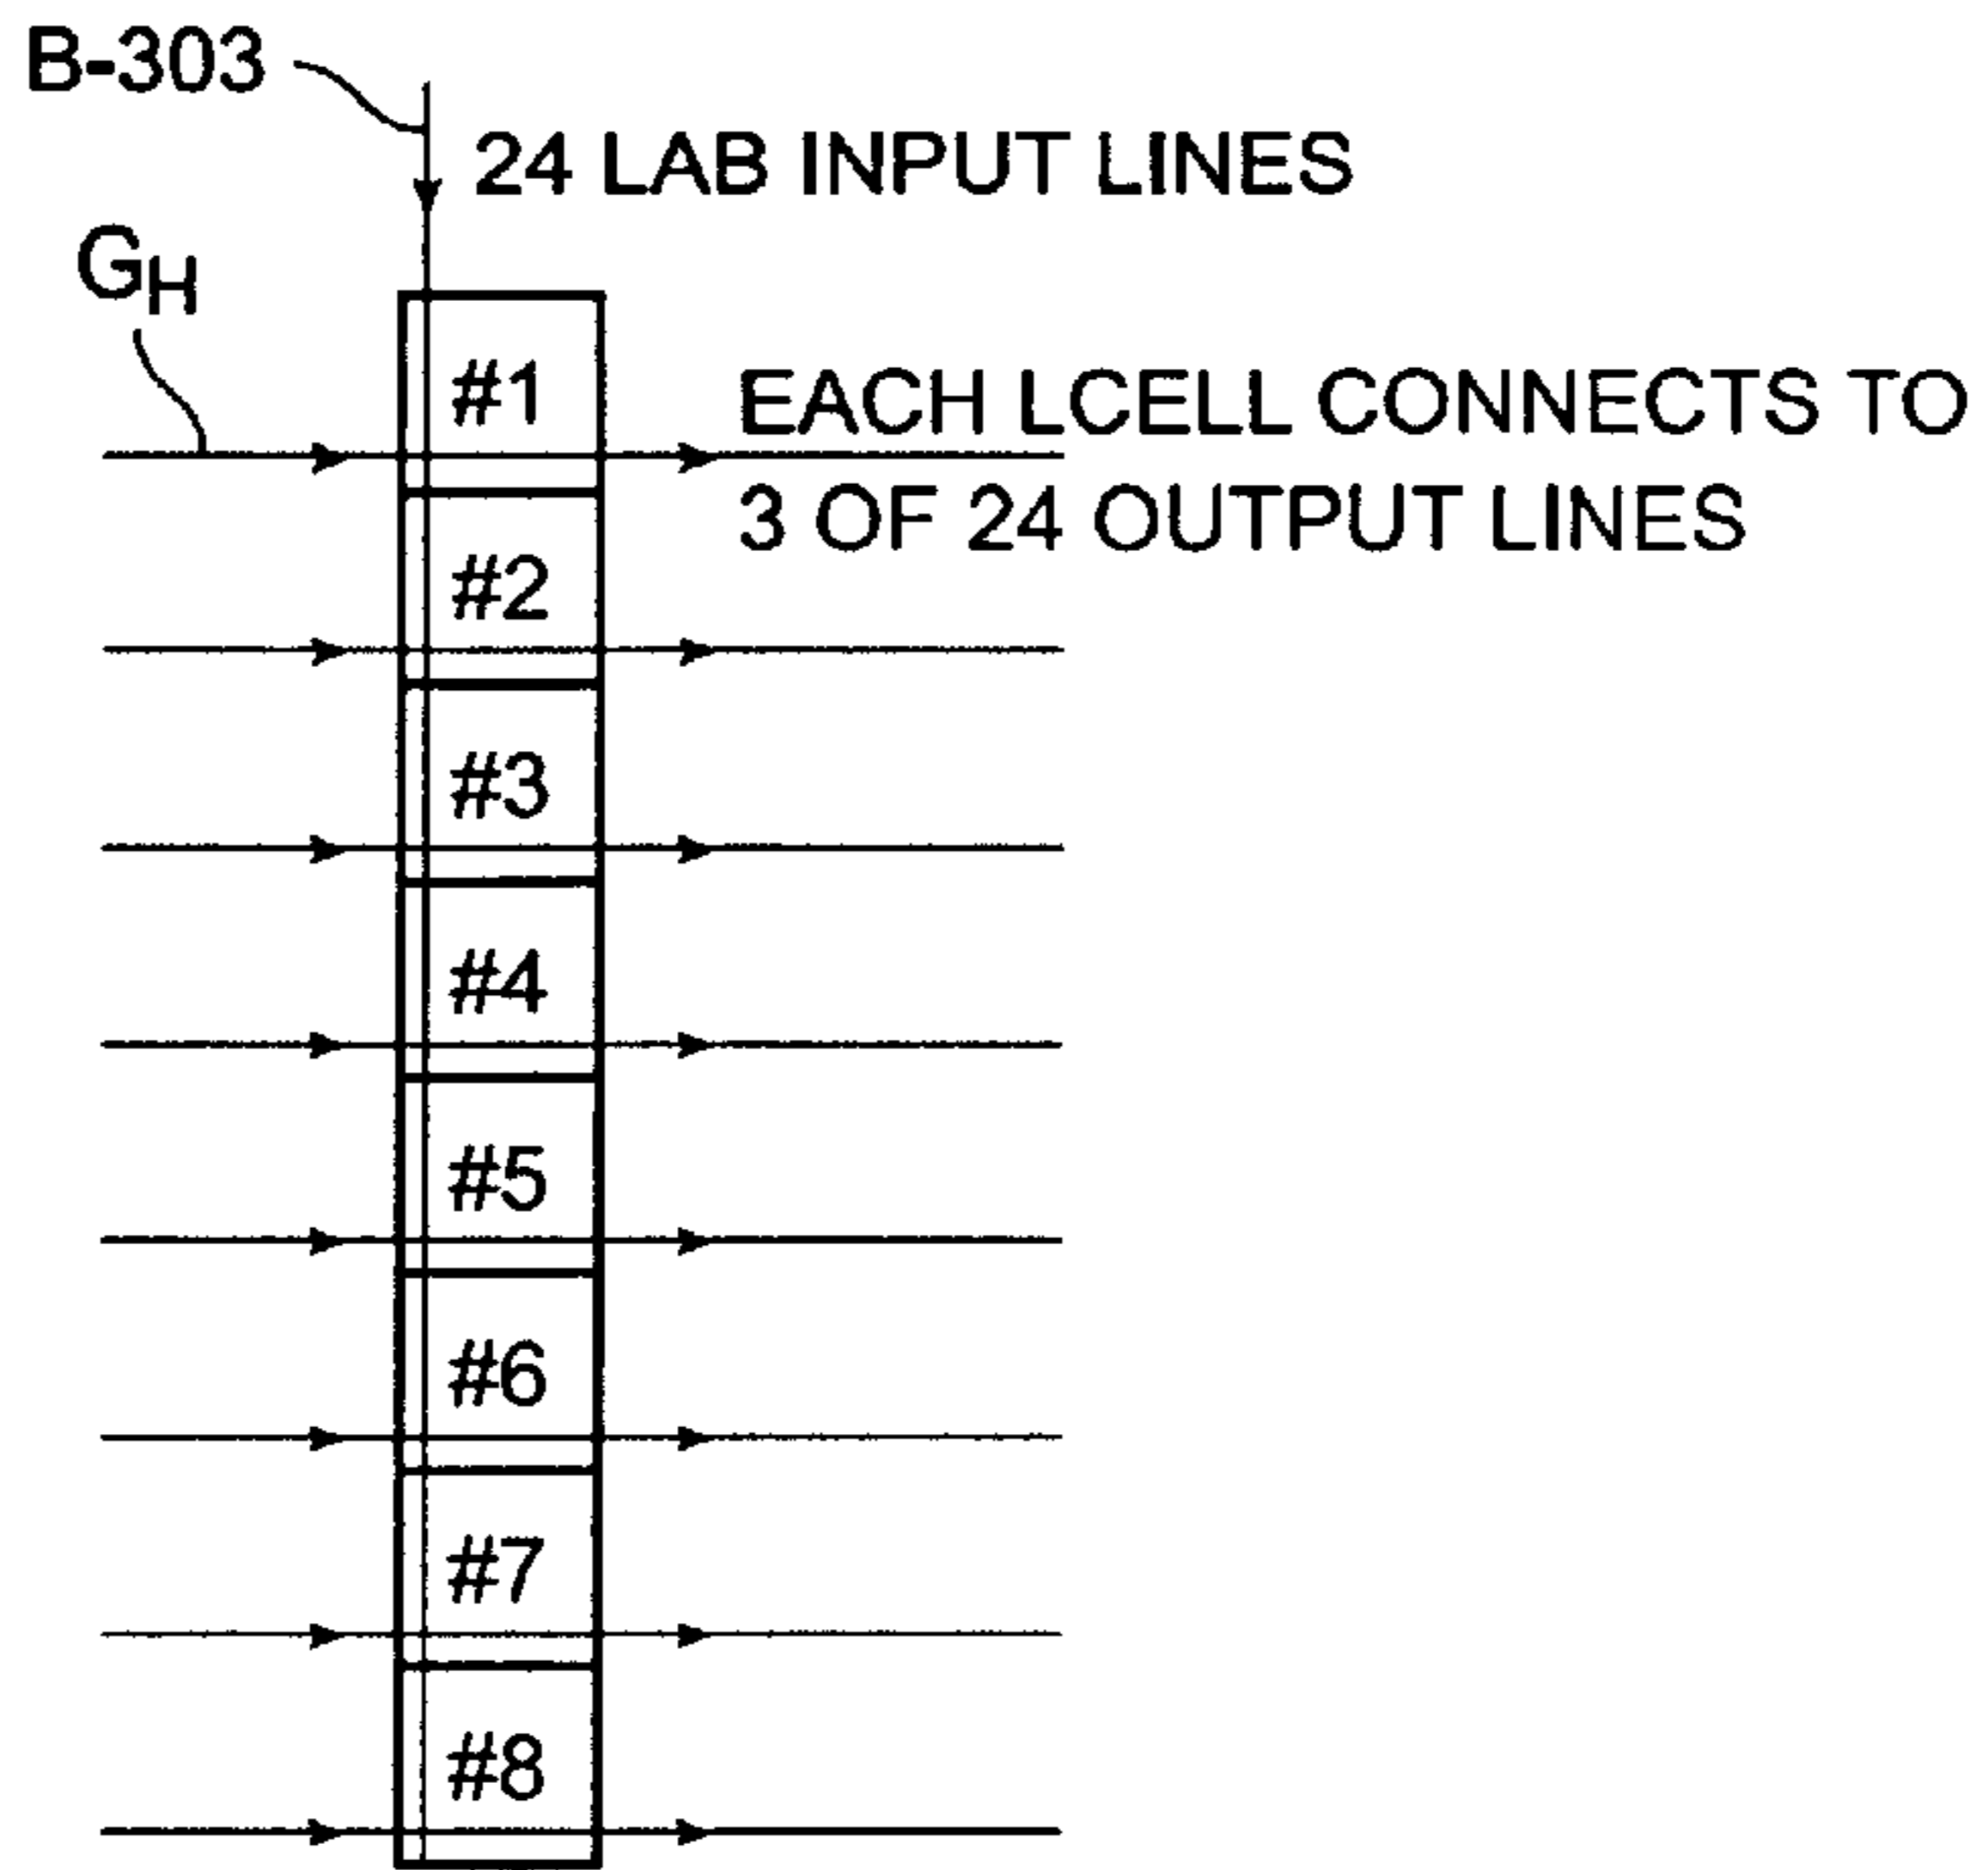 B-303
24 LAB INPUT LINES
GH
#1
EACH LCELL CONNECTS TO
3 OF 24 OUTPUT LINES
#2
#3
#4
#5
#6
#7
#8